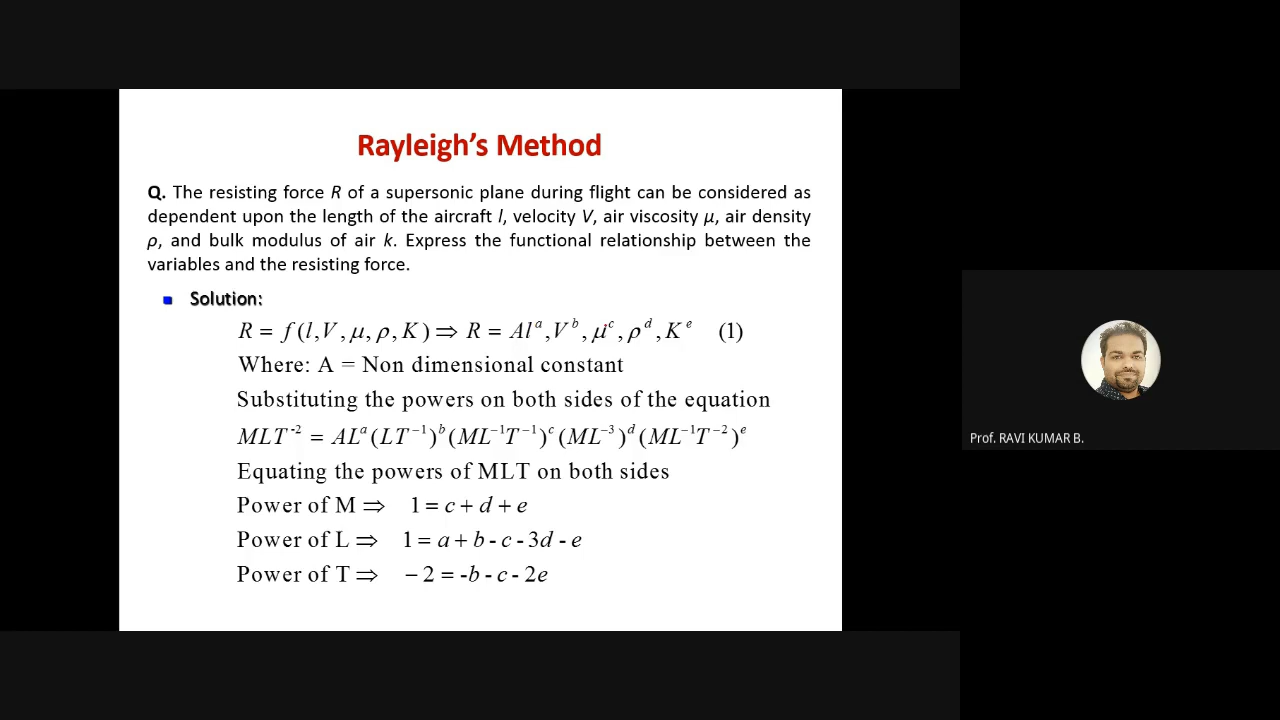 Rayleigh's Method
Q. The resisting force R of a supersonic plane during flight can be considered as
dependent upon the length of the aircraft l, velocity V, air viscosity μ, air density
ρ, and bulk modulus of air k. Express the functional relationship between the
variables and the resisting force.
Solution:
R = f(l,V,μ,ρ,K) ⇒ R = Al^a,V^b,μ^c,ρ^d,K^e (1)
Where: A = Non dimensional constant
Substituting the powers on both sides of the equation
MLT^-2 = AL^a(LT^−1)^b(ML^−1T^−1)^c(ML^−3)^d(ML^−1T^−2)^e
Equating the powers of MLT on both sides
Power of M ⇒ 1 = c + d + e
Power of L ⇒ 1 = a + b - c - 3d - e
Power of T ⇒ −2 = -b - c - 2e
Prof. RAVI KUMAR B.